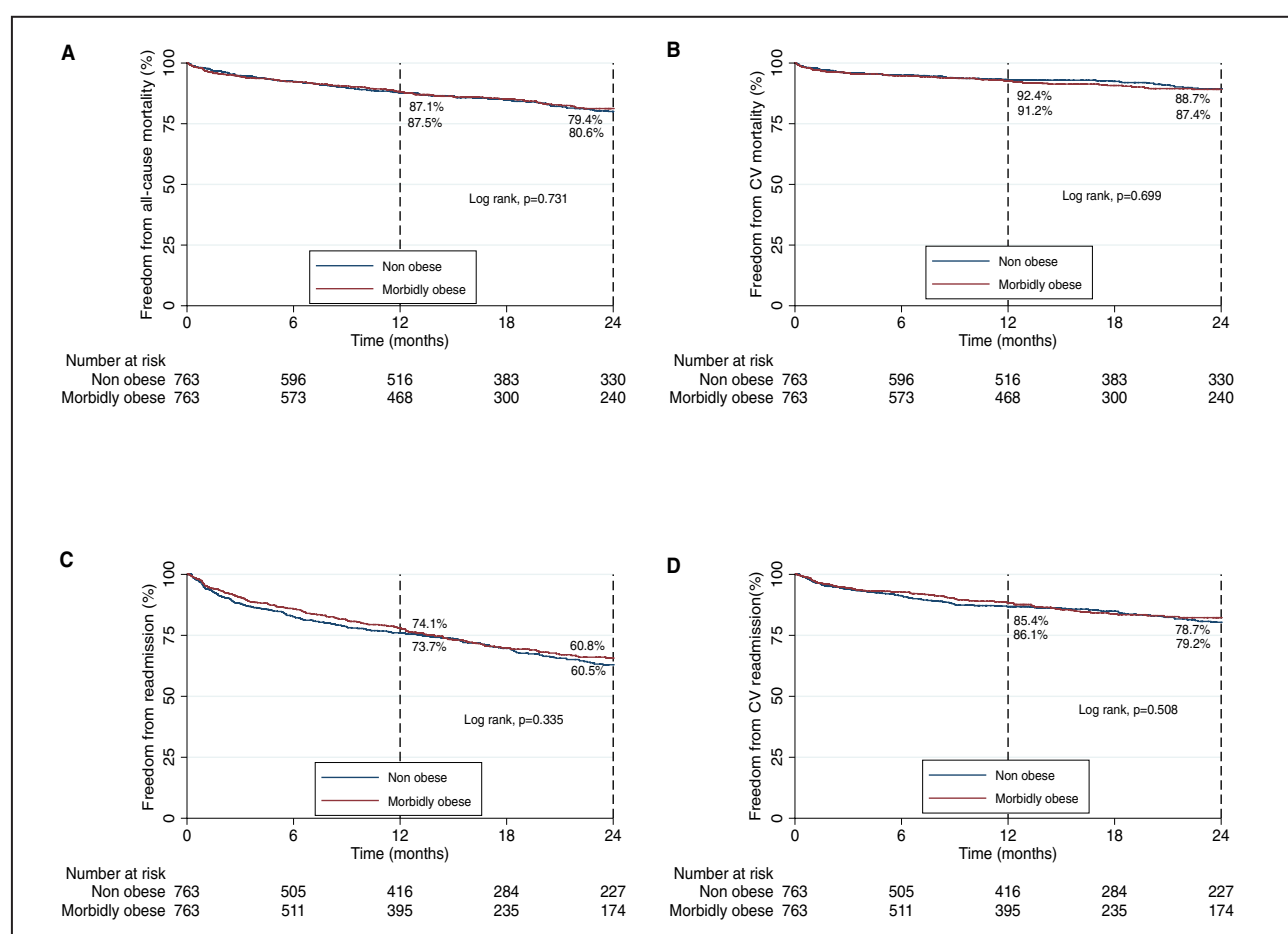 A
Freedom from all-cause mortality (%)
100
75
50
25
0
87.1%
87.5%
79.4%
80.6%
Log rank, p=0.731
Non obese
Morbidly obese
0 6 12 18 24
Time (months)
Number at risk
Non obese 763 596 516 383 330
Morbidly obese 763 573 468 300 240
B
Freedom from CV mortality (%)
100
75
50
25
0
92.4%
91.2%
88.7%
87.4%
Log rank, p=0.699
Non obese
Morbidly obese
0 6 12 18 24
Time (months)
Number at risk
Non obese 763 596 516 383 330
Morbidly obese 763 573 468 300 240
C
Freedom from readmission (%)
100
75
50
25
0
74.1%
73.7%
60.8%
60.5%
Log rank, p=0.335
Non obese
Morbidly obese
0 6 12 18 24
Time (months)
Number at risk
Non obese 763 505 416 284 227
Morbidly obese 763 511 395 235 174
D
Freedom from CV readmission(%)
100
75
50
25
0
85.4%
86.1%
78.7%
79.2%
Log rank, p=0.508
Non obese
Morbidly obese
0 6 12 18 24
Time (months)
Number at risk
Non obese 763 505 416 284 227
Morbidly obese 763 511 395 235 174